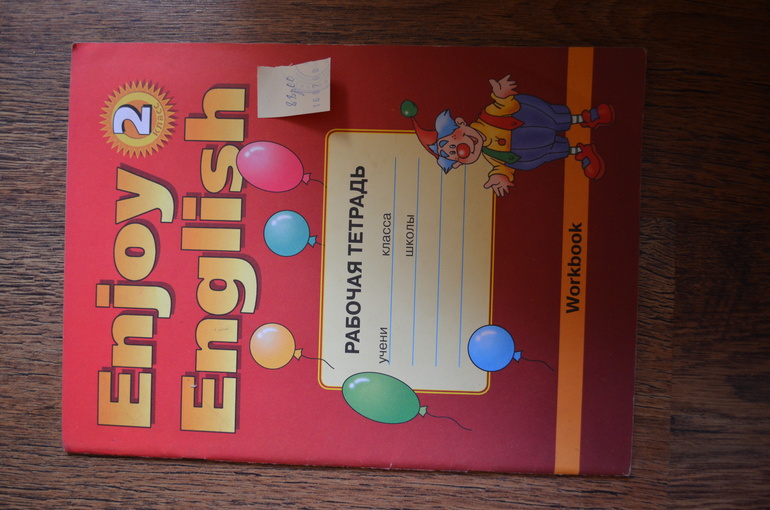 Enjoy
English
2
КЛАСС
РАБОЧАЯ ТЕТРАДЬ
учени класса
школы
Workbook